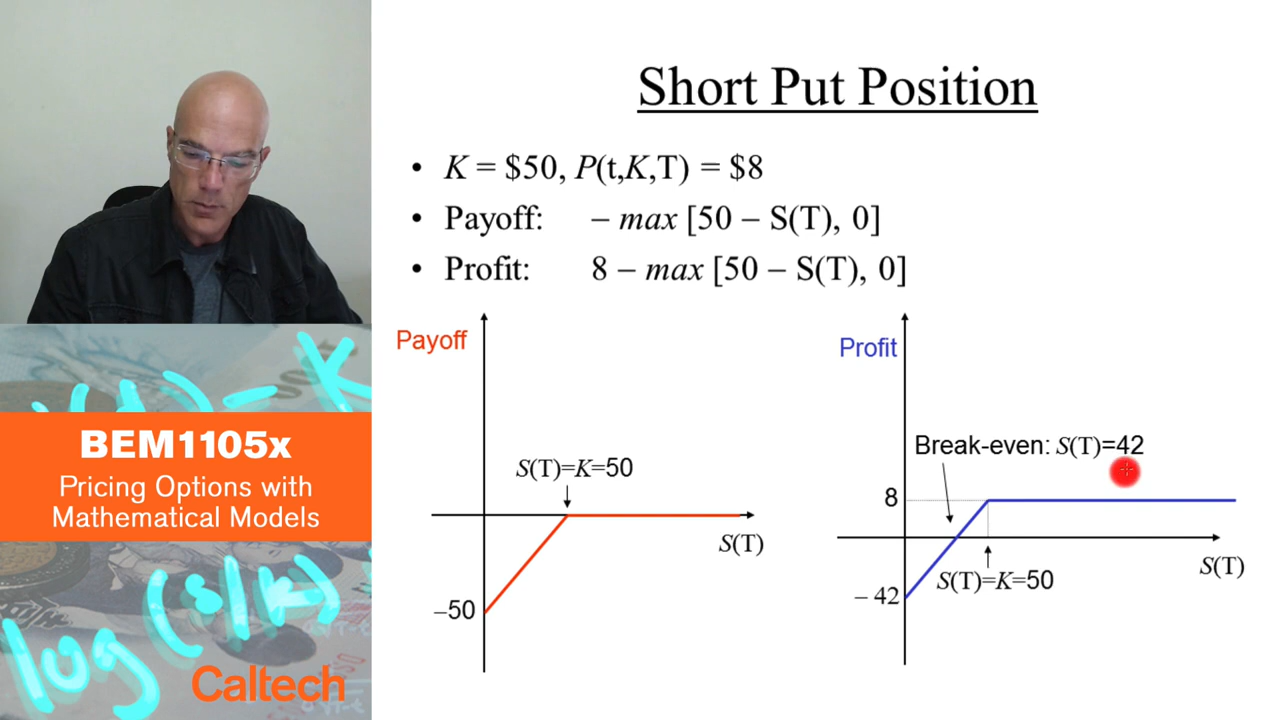 Short Put Position
• K = $50, P(t,K,T) = $8
• Payoff: – max [50 – S(T), 0]
• Profit: 8 – max [50 – S(T), 0]
Payoff
S(T)=K=50
S(T)
–50
Profit
Break-even: S(T)=42
8
S(T)=K=50
S(T)
– 42
BEM1105x
Pricing Options with
Mathematical Models
log (s/k)
Caltech